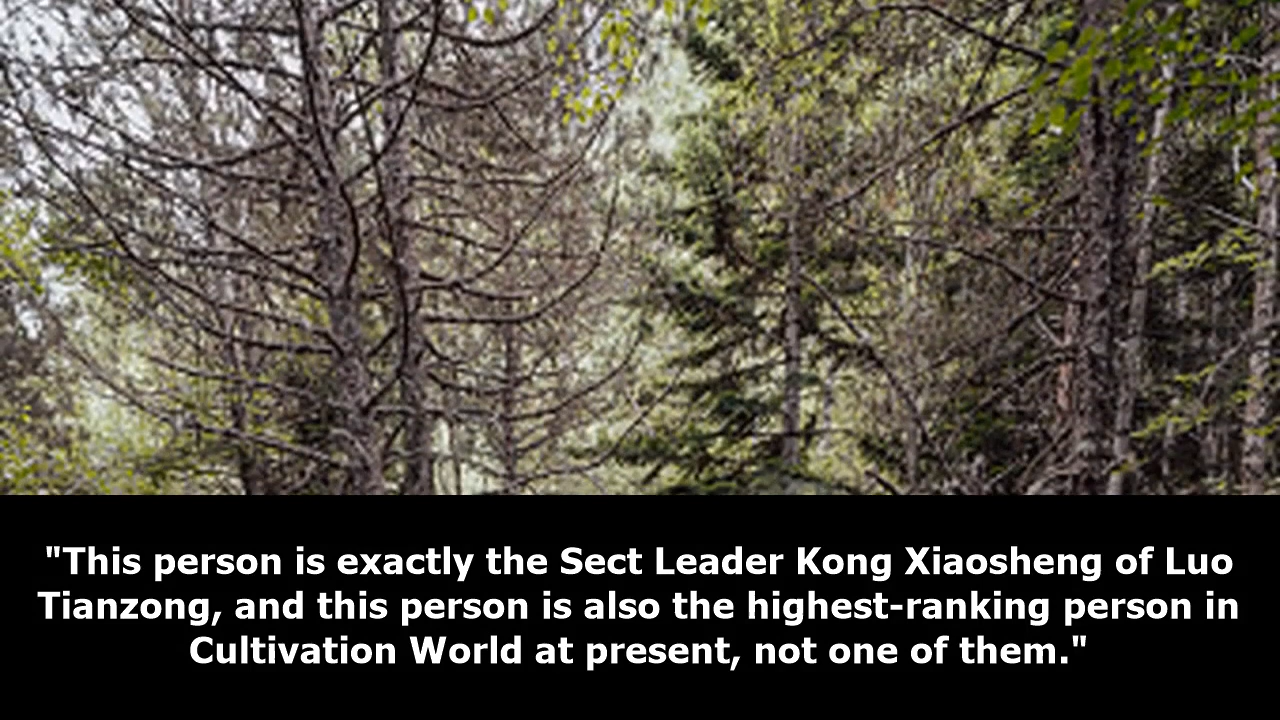 "This person is exactly the Sect Leader Kong Xiaosheng of Luo
Tianzong, and this person is also the highest-ranking person in
Cultivation World at present, not one of them."